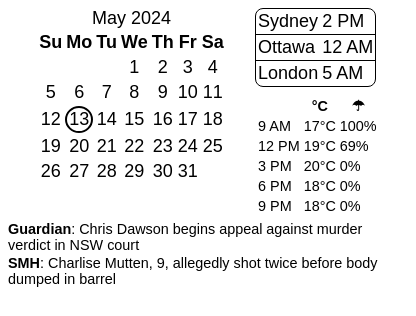 May 2024
Su Mo Tu We Th Fr Sa
1 2 3 4
5 6 7 8 9 10 11
12 13 14 15 16 17 18
19 20 21 22 23 24 25
26 27 28 29 30 31
Sydney 2 PM
Ottawa 12 AM
London 5 AM
°C ☂
9 AM 17°C 100%
12 PM 19°C 69%
3 PM 20°C 0%
6 PM 18°C 0%
9 PM 18°C 0%
Guardian: Chris Dawson begins appeal against murder
verdict in NSW court
SMH: Charlise Mutten, 9, allegedly shot twice before body
dumped in barrel